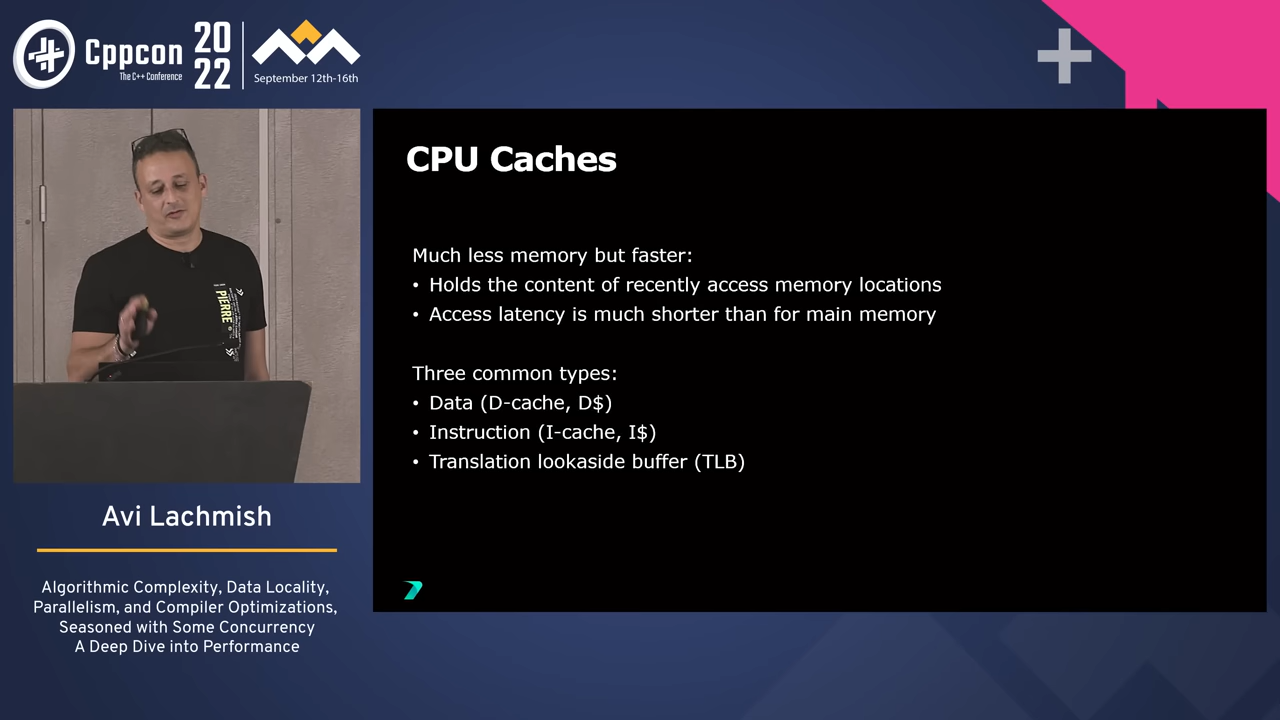 Cppcon
The C++ Conference
20
22
September 12th-16th
PIERRE
CPU Caches
Much less memory but faster:
• Holds the content of recently access memory locations
• Access latency is much shorter than for main memory
Three common types:
• Data (D-cache, D$)
• Instruction (I-cache, I$)
• Translation lookaside buffer (TLB)
Avi Lachmish
Algorithmic Complexity, Data Locality,
Parallelism, and Compiler Optimizations,
Seasoned with Some Concurrency
A Deep Dive into Performance